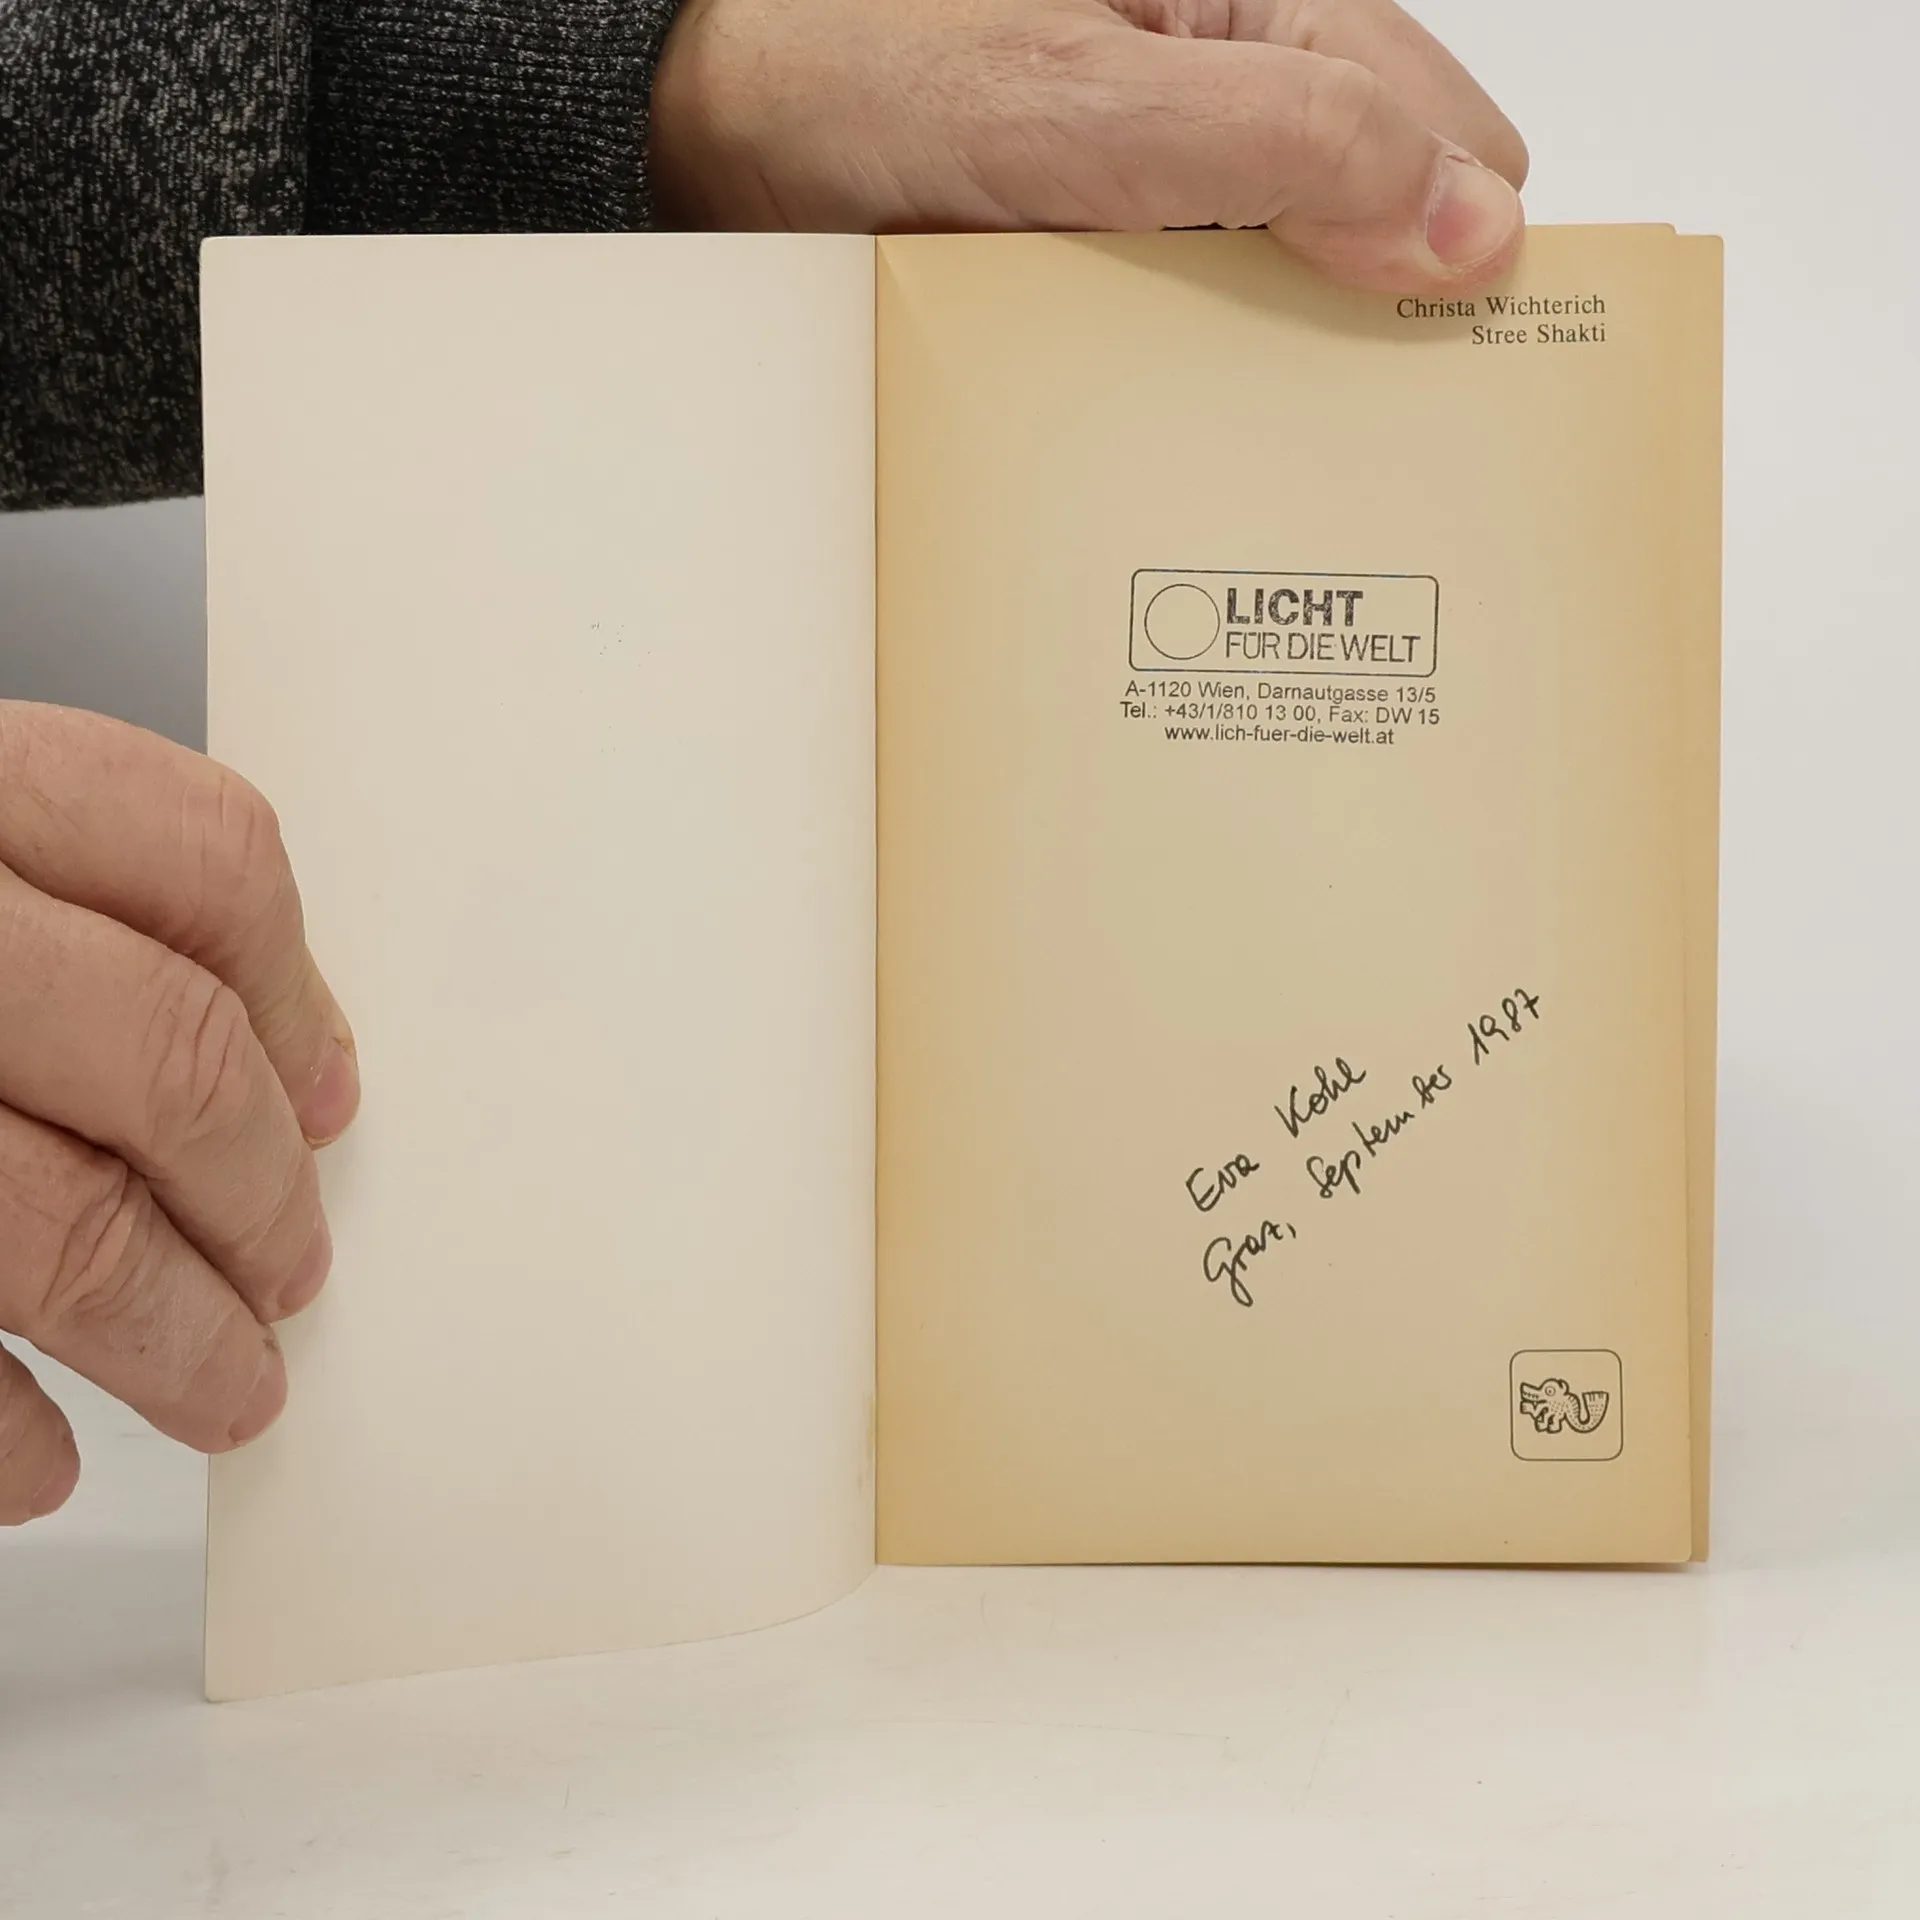 Christa Wichterich
Stree Shakti
LICHT
FÜR DIE WELT
A-1120 Wien, Darnautgasse 13/5
Tel.: +43/1/810 13 00, Fax: DW 15
www.lich-fuer-die-welt.at
Eva Kohl
Graz, September 1987